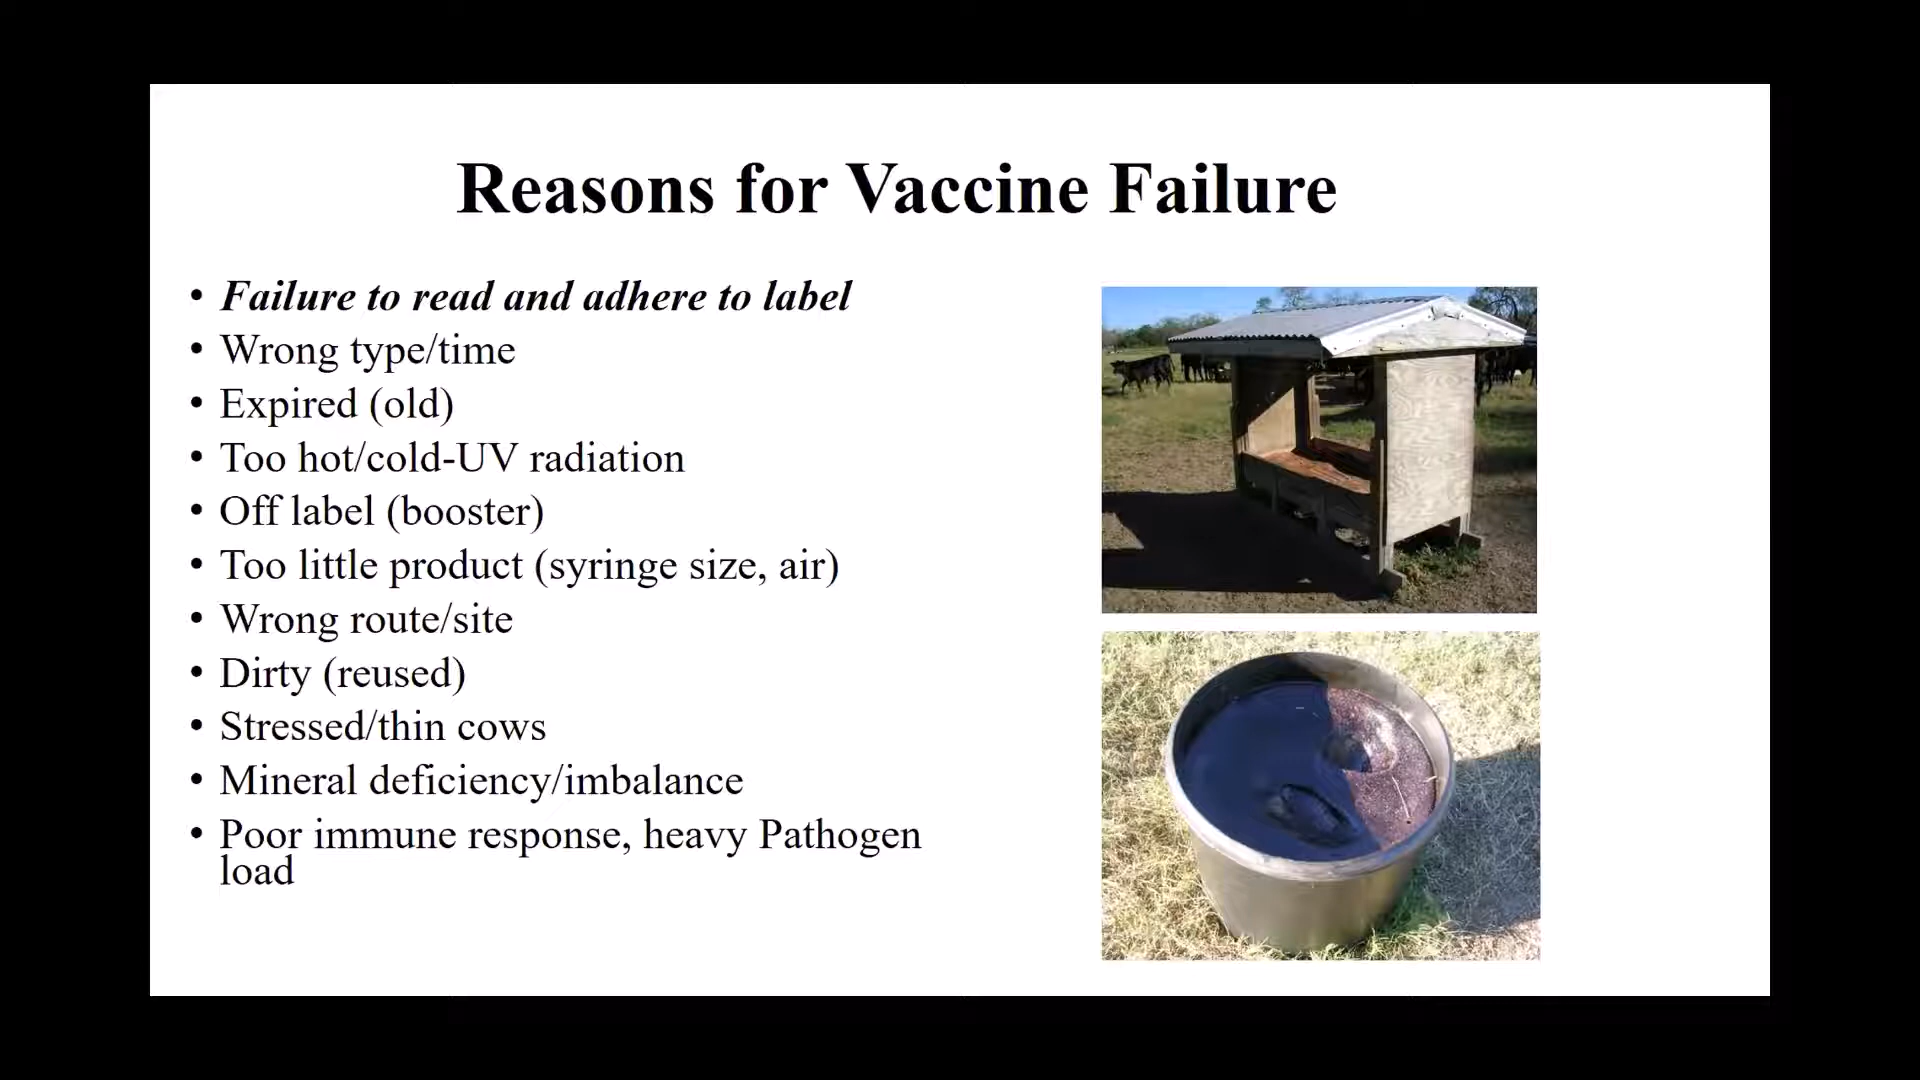 Reasons for Vaccine Failure
• Failure to read and adhere to label
• Wrong type/time
• Expired (old)
• Too hot/cold-UV radiation
• Off label (booster)
• Too little product (syringe size, air)
• Wrong route/site
• Dirty (reused)
• Stressed/thin cows
• Mineral deficiency/imbalance
• Poor immune response, heavy Pathogen
load